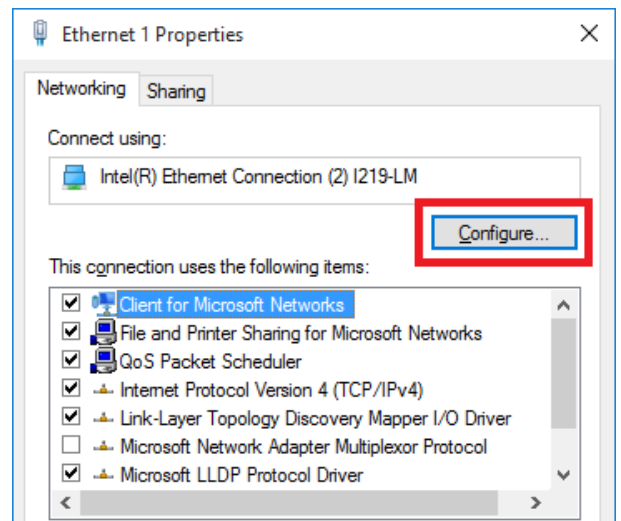 Ethernet 1 Properties
Networking
Sharing
Connect using:
Intel(R) Ethernet Connection (2) I219-LM
Configure...
This connection uses the following items:
Client for Microsoft Networks
File and Printer Sharing for Microsoft Networks
QoS Packet Scheduler
Internet Protocol Version 4 (TCP/IPv4)
Link-Layer Topology Discovery Mapper I/O Driver
Microsoft Network Adapter Multiplexor Protocol
Microsoft LLDP Protocol Driver